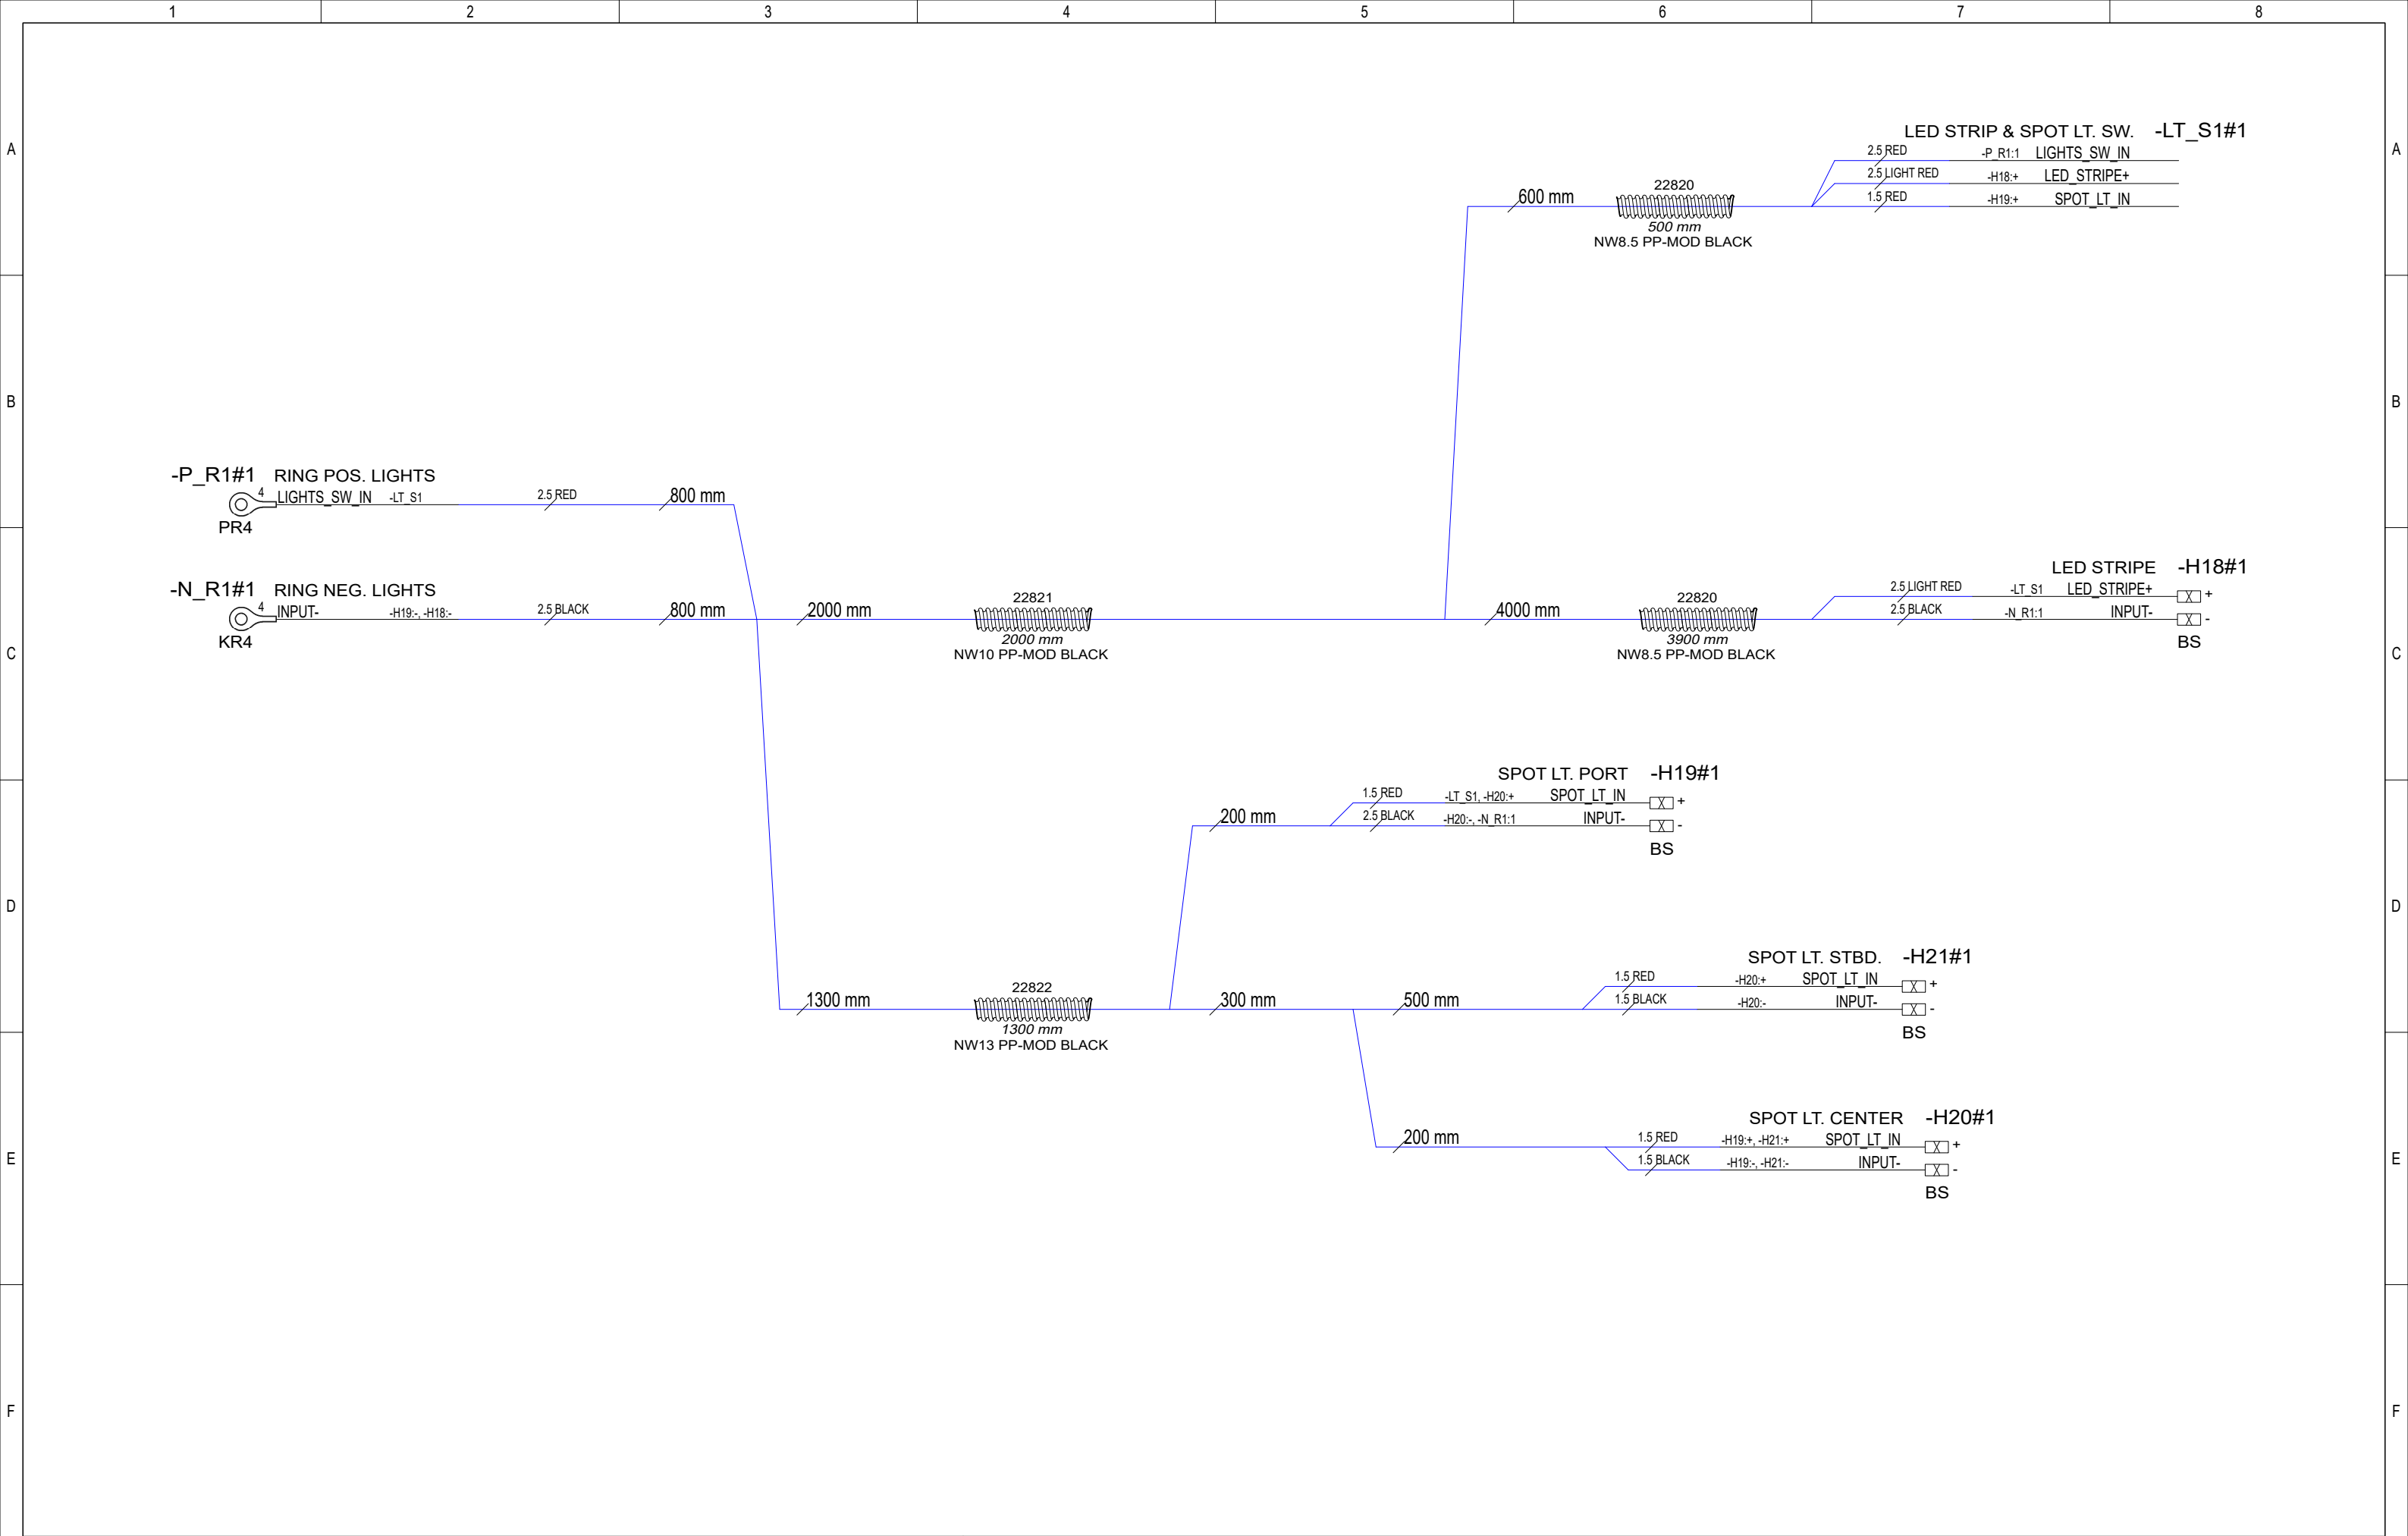 1 2 3 4 5 6 7 8
A A
LED STRIP & SPOT LT. SW. -LT_S1#1
2.5 RED -P_R1:1 LIGHTS_SW_IN
2.5 LIGHT RED -H18:+ LED_STRIPE+
1.5 RED -H19:+ SPOT_LT_IN
600 mm
22820
500 mm
NW8.5 PP-MOD BLACK
B B
-P_R1#1 RING POS. LIGHTS
4 LIGHTS_SW_IN -LT_S1 2.5 RED 800 mm
PR4
-N_R1#1 RING NEG. LIGHTS
4 INPUT- -H19:-, -H18:- 2.5 BLACK 800 mm
KR4
2000 mm
22821
2000 mm
NW10 PP-MOD BLACK
4000 mm
22820
3900 mm
NW8.5 PP-MOD BLACK
LED STRIPE -H18#1
2.5 LIGHT RED -LT_S1 LED_STRIPE+ X +
2.5 BLACK -N_R1:1 INPUT- X -
BS
C C
SPOT LT. PORT -H19#1
200 mm
1.5 RED -LT_S1, -H20:+ SPOT_LT_IN X +
2.5 BLACK -H20:-, -N_R1:1 INPUT- X -
BS
D D
1300 mm
22822
1300 mm
NW13 PP-MOD BLACK
300 mm
500 mm
SPOT LT. STBD. -H21#1
1.5 RED -H20:+ SPOT_LT_IN X +
1.5 BLACK -H20:- INPUT- X -
BS
200 mm
SPOT LT. CENTER -H20#1
1.5 RED -H19:+, -H21:+ SPOT_LT_IN X +
1.5 BLACK -H19:-, -H21:- INPUT- X -
BS
E E
F F